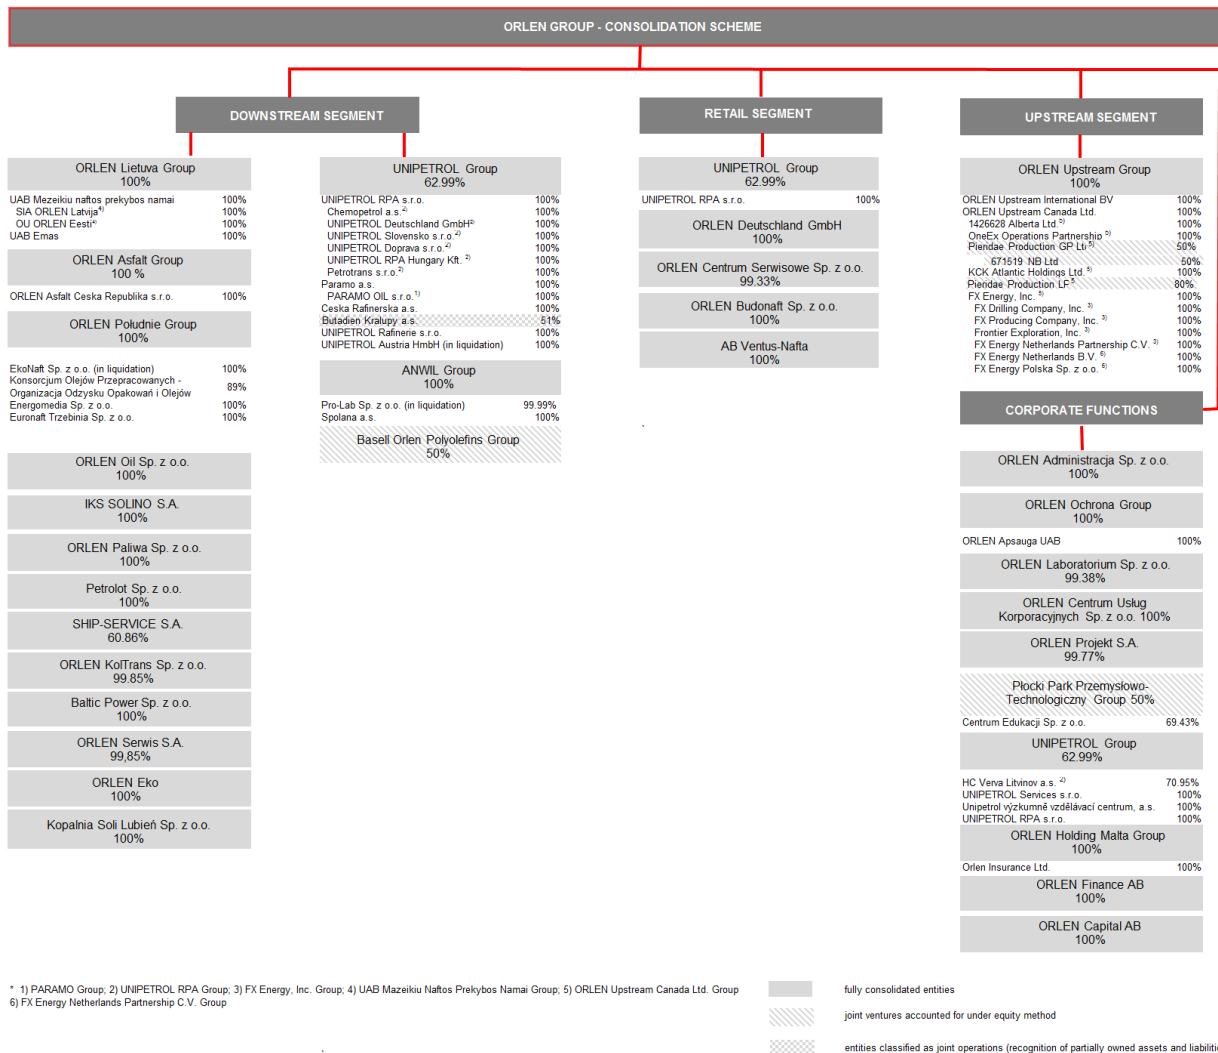 ORLEN GROUP - CONSOLIDATION SCHEME
DOWNSTREAM SEGMENT
ORLEN Lietuva Group
100%
UAB Mezeikiu naftos prekybos namai 100%
SIA ORLEN Latvija 4) 100%
OU ORLEN Eesti 4) 100%
UAB Emas 100%
ORLEN Asfalt Group
100 %
ORLEN Asfalt Ceska Republika s.r.o. 100%
ORLEN Południe Group
100%
EkoNaft Sp. z o.o. (in liquidation) 100%
Konsorcjum Olejów Przepracowanych -
Organizacja Odzysku Opakowań i Olejów 89%
Energomedia Sp. z o.o. 100%
Euronaft Trzebinia Sp. z o.o. 100%
ORLEN Oil Sp. z o.o.
100%
IKS SOLINO S.A.
100%
ORLEN Paliwa Sp. z o.o.
100%
Petrolot Sp. z o.o.
100%
SHIP-SERVICE S.A.
60.86%
ORLEN KolTrans Sp. z o.o.
99.85%
Baltic Power Sp. z o.o.
100%
ORLEN Serwis S.A.
99,85%
ORLEN Eko
100%
Kopalnia Soli Lubień Sp. z o.o.
100%
UNIPETROL Group
62.99%
UNIPETROL RPA s.r.o. 100%
Chemopetrol a.s. 2) 100%
UNIPETROL Deutschland GmbH 2) 100%
UNIPETROL Slovensko s.r.o. 2) 100%
UNIPETROL Doprava s.r.o. 2) 100%
UNIPETROL RPA Hungary Kft. 2) 100%
Petrotrans s.r.o. 2) 100%
Paramo a.s. 100%
PARAMO OIL s.r.o. 1) 100%
Ceska Rafinerska a.s. 100%
Butadien Kralupy a.s. 51%
UNIPETROL Rafinerie s.r.o. 100%
UNIPETROL Austria HmbH (in liquidation) 100%
ANWIL Group
100%
Pro-Lab Sp. z o.o. (in liquidation) 99.99%
Spolana a.s. 100%
Basell Orlen Polyolefins Group
50%
RETAIL SEGMENT
UNIPETROL Group
62.99%
UNIPETROL RPA s.r.o. 100%
ORLEN Deutschland GmbH
100%
ORLEN Centrum Serwisowe Sp. z o.o.
99.33%
ORLEN Budonaft Sp. z o.o.
100%
AB Ventus-Nafta
100%
UPSTREAM SEGMENT
ORLEN Upstream Group
100%
ORLEN Upstream International BV 100%
ORLEN Upstream Canada Ltd. 100%
1426628 Alberta Ltd. 5) 100%
OneEx Operations Partnership 5) 100%
Pieridae Production GP Ltd 5) 50%
671519 NB Ltd 50%
KCK Atlantic Holdings Ltd. 5) 100%
Pieridae Production LP 5 80%
FX Energy, Inc. 5) 100%
FX Drilling Company, Inc. 3) 100%
FX Producing Company, Inc. 3) 100%
Frontier Exploration, Inc. 3) 100%
FX Energy Netherlands Partnership C.V. 3) 100%
FX Energy Netherlands B.V. 6) 100%
FX Energy Polska Sp. z o.o. 6) 100%
CORPORATE FUNCTIONS
ORLEN Administracja Sp. z o.o.
100%
ORLEN Ochrona Group
100%
ORLEN Apsauga UAB 100%
ORLEN Laboratorium Sp. z o.o.
99.38%
ORLEN Centrum Usług
Korporacyjnych Sp. z o.o. 100%
ORLEN Projekt S.A.
99.77%
Płocki Park Przemysłowo-
Technologiczny Group 50%
Centrum Edukacji Sp. z o.o. 69.43%
UNIPETROL Group
62.99%
HC Verva Litvinov a.s. 2) 70.95%
UNIPETROL Services s.r.o. 100%
Unipetrol výzkumně vzdělávací centrum, a.s. 100%
UNIPETROL RPA s.r.o. 100%
ORLEN Holding Malta Group
100%
Orlen Insurance Ltd. 100%
ORLEN Finance AB
100%
ORLEN Capital AB
100%
* 1) PARAMO Group; 2) UNIPETROL RPA Group; 3) FX Energy, Inc. Group; 4) UAB Mazeikiu Naftos Prekybos Namai Group; 5) ORLEN Upstream Canada Ltd. Group
6) FX Energy Netherlands Partnership C.V. Group
fully consolidated entities
joint ventures accounted for under equity method
entities classified as joint operations (recognition of partially owned assets and liabilitie